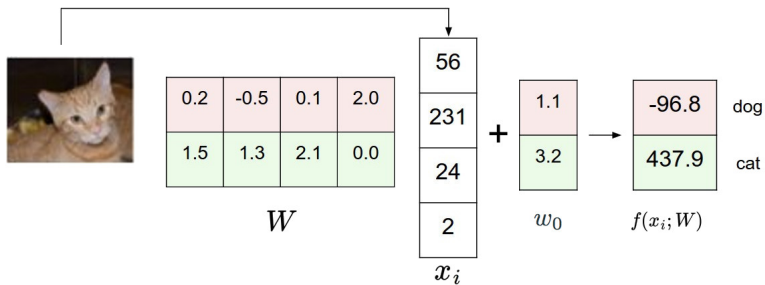 56
0.2 -0.5 0.1 2.0 231 + 1.1 -96.8 dog
1.5 1.3 2.1 0.0 24 3.2 437.9 cat
2
W w₀ f(xᵢ; W)
xᵢ